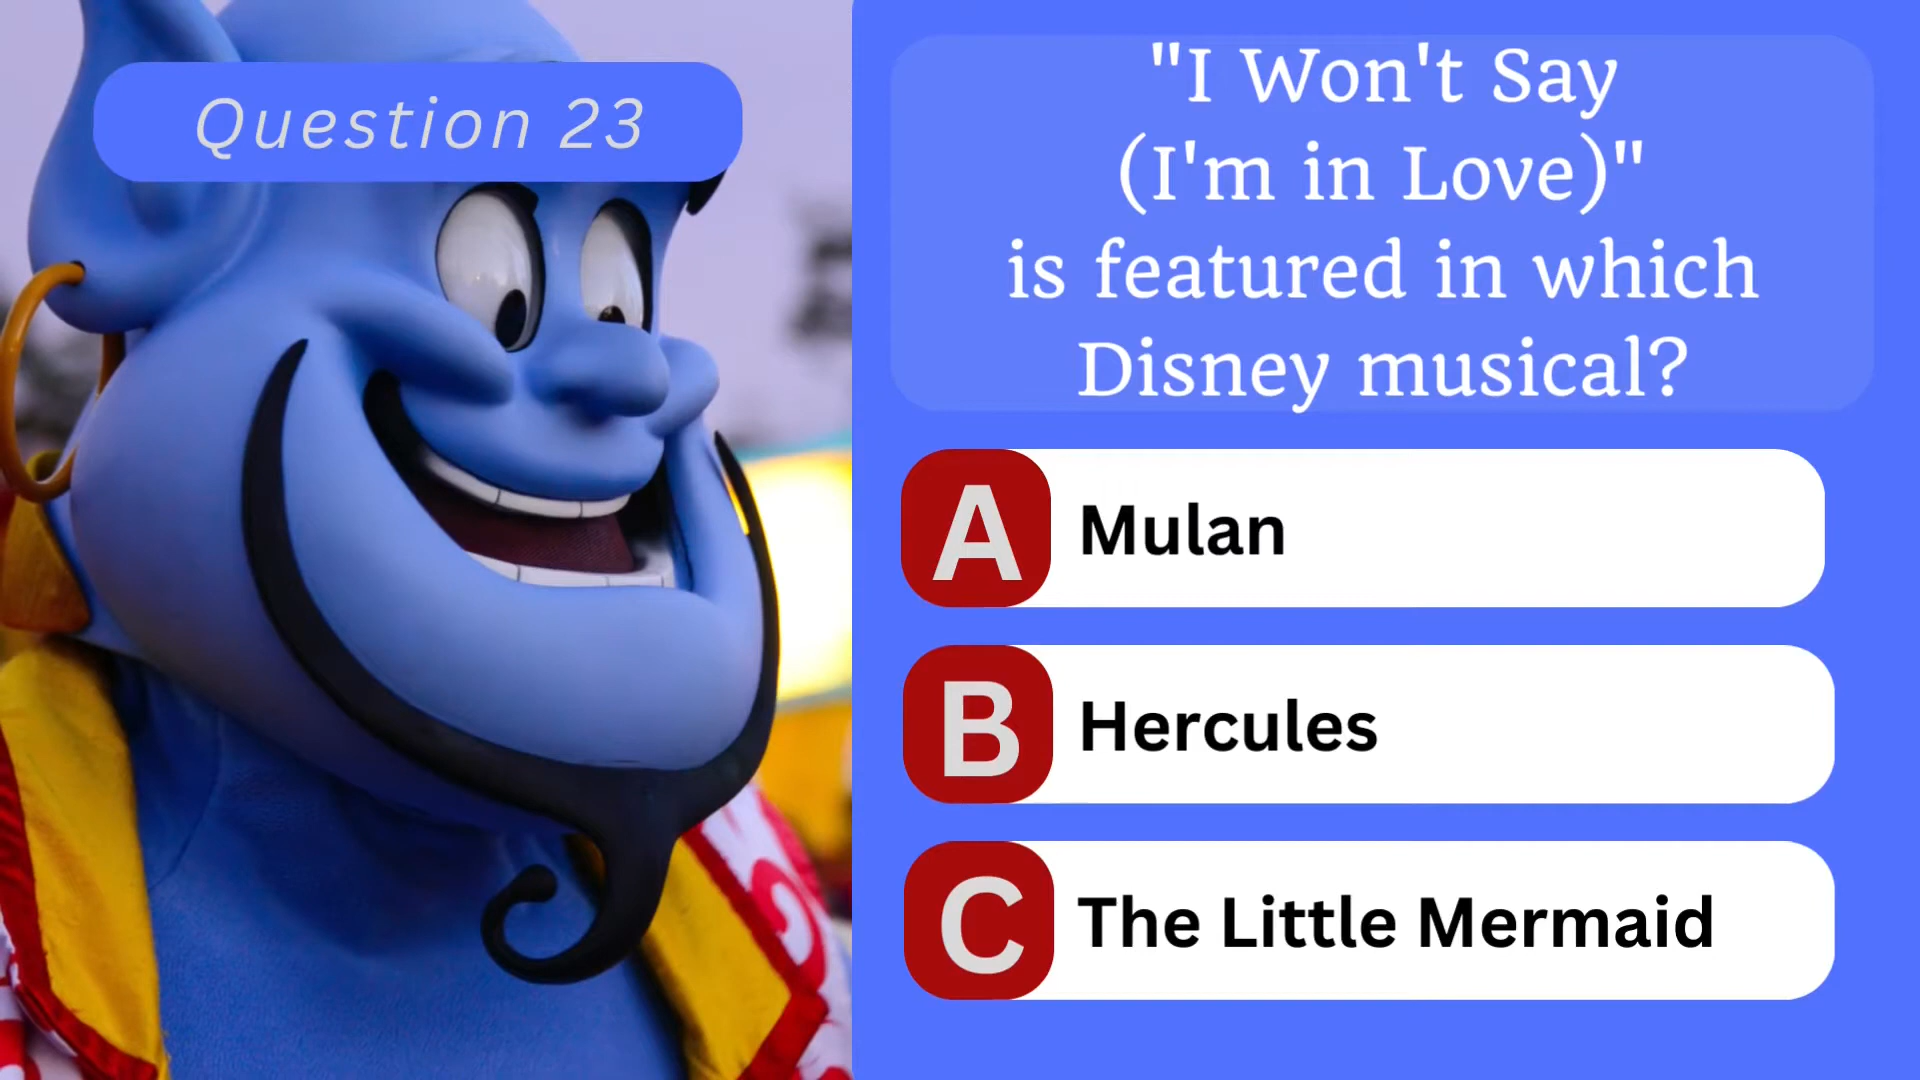 Question 23
"I Won't Say
(I'm in Love)"
is featured in which
Disney musical?
A Mulan
B Hercules
C The Little Mermaid